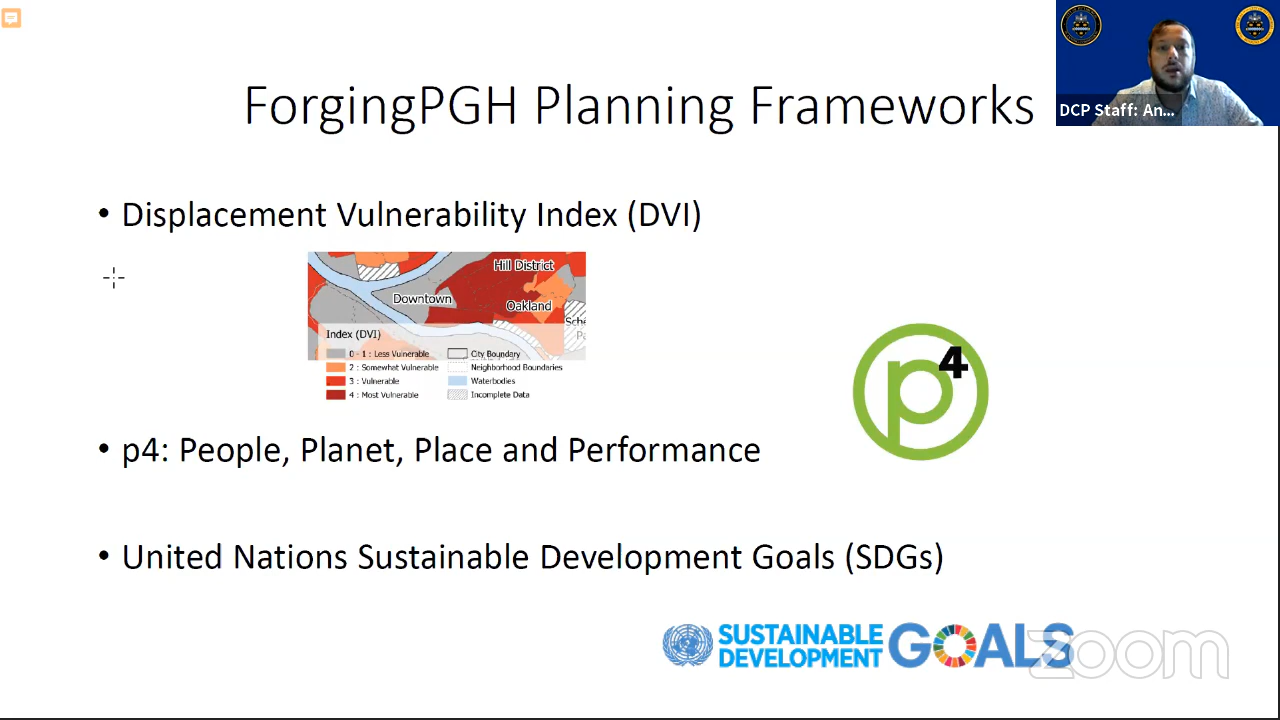 ForgingPGH Planning Frameworks
DCP Staff: An...
• Displacement Vulnerability Index (DVI)
Hill District
Downtown
Oakland
Index (DVI)
0 - 1 : Less Vulnerable
2 : Somewhat Vulnerable
3 : Vulnerable
4 : Most Vulnerable
City Boundary
Neighborhood Boundaries
Waterbodies
Incomplete Data
p4
• p4: People, Planet, Place and Performance
• United Nations Sustainable Development Goals (SDGs)
SUSTAINABLE
DEVELOPMENT
GOALS
zoom